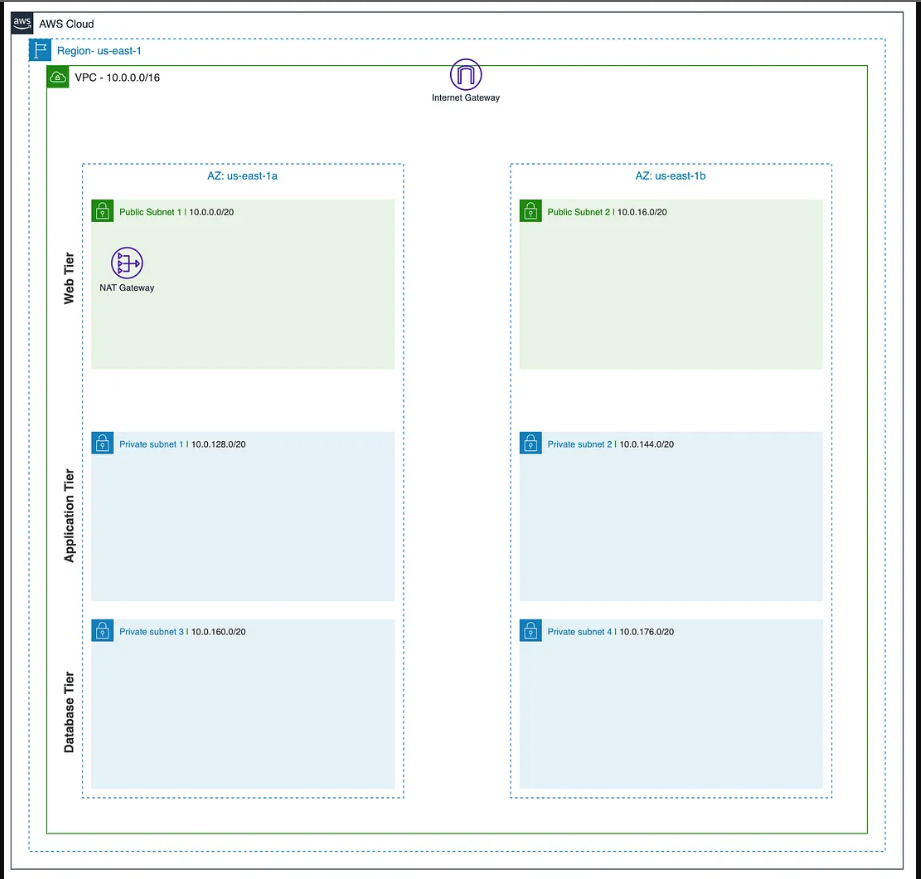 aws
AWS Cloud
Region- us-east-1
VPC - 10.0.0.0/16
Internet Gateway
AZ: us-east-1a
AZ: us-east-1b
Web Tier
Public Subnet 1 | 10.0.0.0/20
Public Subnet 2 | 10.0.16.0/20
NAT Gateway
Application Tier
Private subnet 1 | 10.0.128.0/20
Private subnet 2 | 10.0.144.0/20
Database Tier
Private subnet 3 | 10.0.160.0/20
Private subnet 4 | 10.0.176.0/20